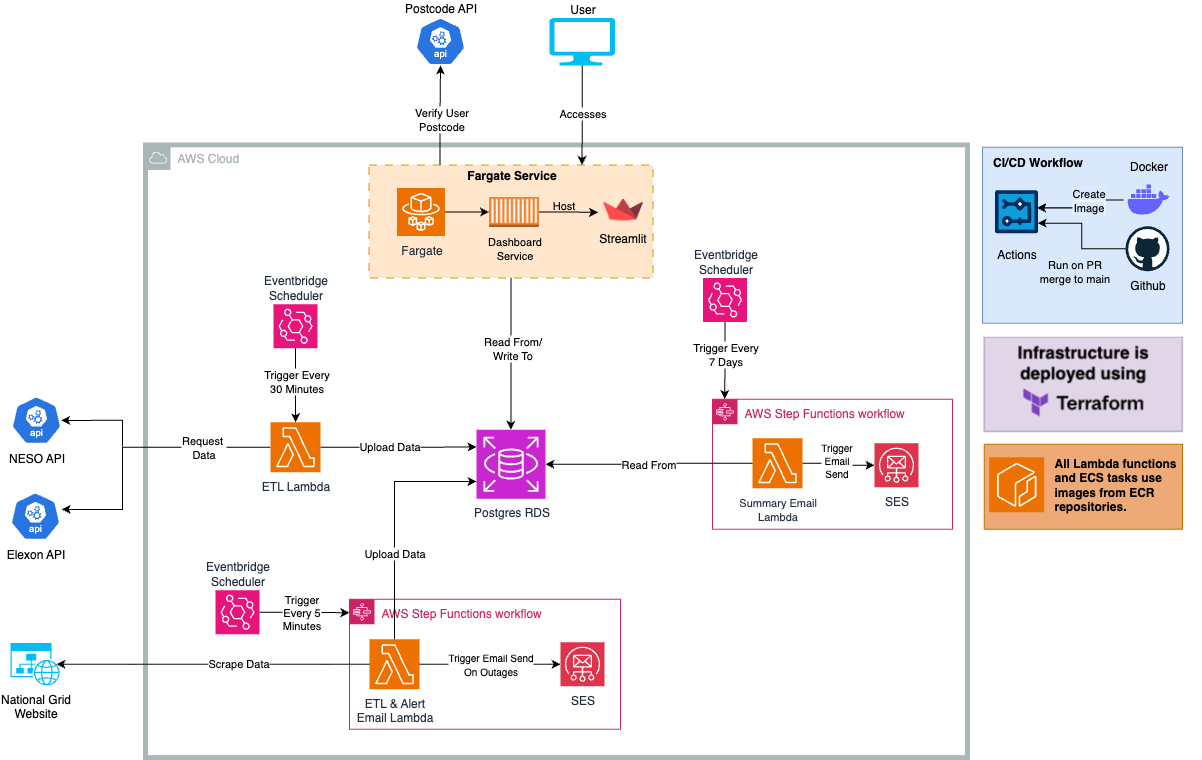 Postcode API
User
api
Verify User
Postcode
Accesses
AWS Cloud
Fargate Service
Host
Fargate
Dashboard
Service
Streamlit
CI/CD Workflow
Docker
Create
Image
Actions
Run on PR
merge to main
Github
Eventbridge
Scheduler
Eventbridge
Scheduler
Read From/
Write To
Trigger Every
7 Days
Trigger Every
30 Minutes
Infrastructure is
deployed using
Terraform
api
NESO API
Request
Data
ETL Lambda
Upload Data
Postgres RDS
Read From
AWS Step Functions workflow
Trigger
Email
Send
Summary Email
Lambda
SES
All Lambda functions
and ECS tasks use
images from ECR
repositories.
api
Elexon API
Upload Data
Eventbridge
Scheduler
Trigger
Every 5
Minutes
AWS Step Functions workflow
Scrape Data
National Grid
Website
Trigger Email Send
On Outages
ETL & Alert
Email Lambda
SES